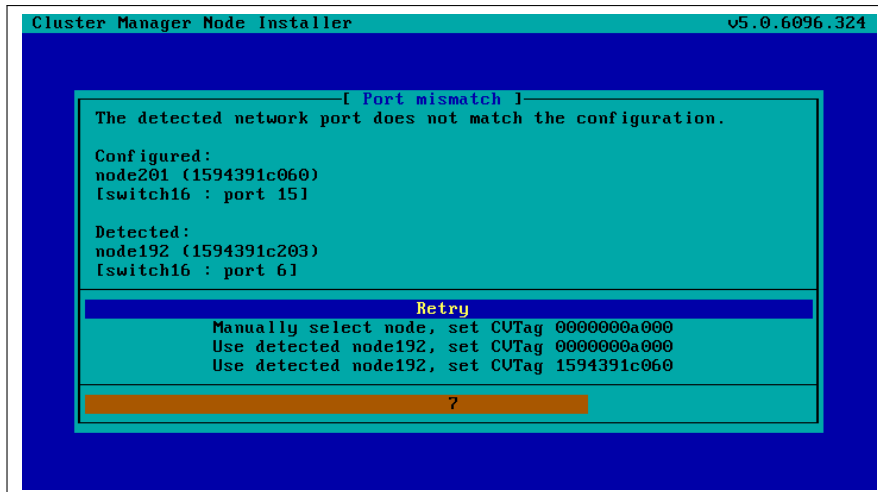 Cluster Manager Node Installer v5.0.6096.324
[ Port mismatch ]
The detected network port does not match the configuration.
Configured:
node201 (1594391c060)
[switch16 : port 15]
Detected:
node192 (1594391c203)
[switch16 : port 6]
Retry
Manually select node, set CVTag 0000000a000
Use detected node192, set CVTag 0000000a000
Use detected node192, set CVTag 1594391c060
7